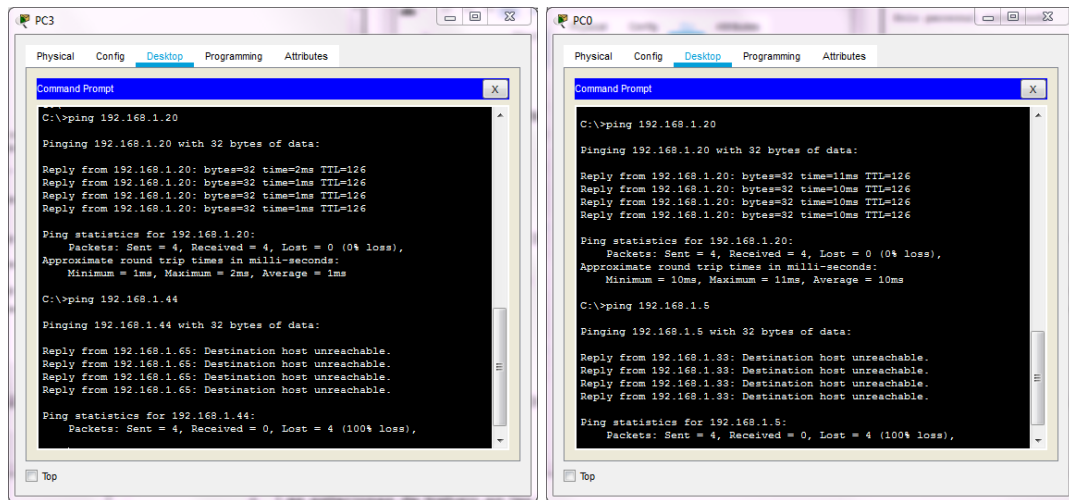 PC3
Physical Config Desktop Programming Attributes
Command Prompt
X
C:\>ping 192.168.1.20
Pinging 192.168.1.20 with 32 bytes of data:
Reply from 192.168.1.20: bytes=32 time=2ms TTL=126
Reply from 192.168.1.20: bytes=32 time=1ms TTL=126
Reply from 192.168.1.20: bytes=32 time=1ms TTL=126
Reply from 192.168.1.20: bytes=32 time=1ms TTL=126
Ping statistics for 192.168.1.20:
Packets: Sent = 4, Received = 4, Lost = 0 (0% loss),
Approximate round trip times in milli-seconds:
Minimum = 1ms, Maximum = 2ms, Average = 1ms
C:\>ping 192.168.1.44
Pinging 192.168.1.44 with 32 bytes of data:
Reply from 192.168.1.65: Destination host unreachable.
Reply from 192.168.1.65: Destination host unreachable.
Reply from 192.168.1.65: Destination host unreachable.
Reply from 192.168.1.65: Destination host unreachable.
Ping statistics for 192.168.1.44:
Packets: Sent = 4, Received = 0, Lost = 4 (100% loss),
Top
PC0
Physical Config Desktop Programming Attributes
Command Prompt
X
C:\>ping 192.168.1.20
Pinging 192.168.1.20 with 32 bytes of data:
Reply from 192.168.1.20: bytes=32 time=11ms TTL=126
Reply from 192.168.1.20: bytes=32 time=10ms TTL=126
Reply from 192.168.1.20: bytes=32 time=10ms TTL=126
Reply from 192.168.1.20: bytes=32 time=10ms TTL=126
Ping statistics for 192.168.1.20:
Packets: Sent = 4, Received = 4, Lost = 0 (0% loss),
Approximate round trip times in milli-seconds:
Minimum = 10ms, Maximum = 11ms, Average = 10ms
C:\>ping 192.168.1.5
Pinging 192.168.1.5 with 32 bytes of data:
Reply from 192.168.1.33: Destination host unreachable.
Reply from 192.168.1.33: Destination host unreachable.
Reply from 192.168.1.33: Destination host unreachable.
Reply from 192.168.1.33: Destination host unreachable.
Ping statistics for 192.168.1.5:
Packets: Sent = 4, Received = 0, Lost = 4 (100% loss),
Top